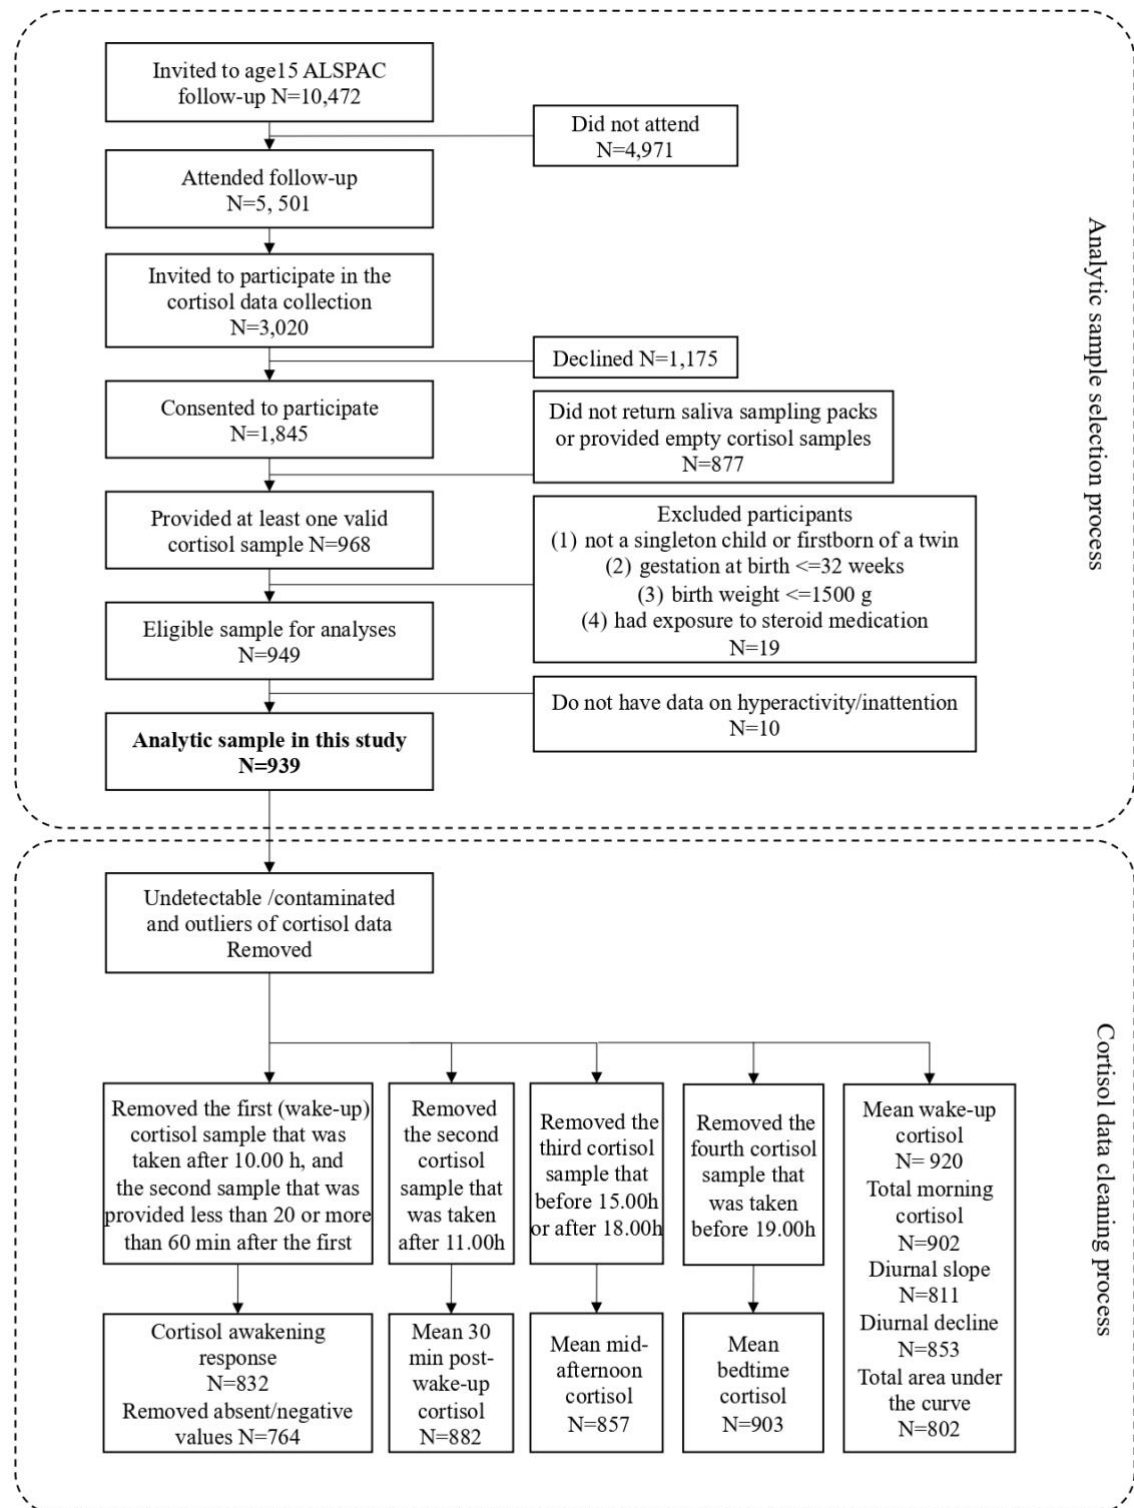 Invited to age15 ALSPAC
follow-up N=10,472
Did not attend
N=4,971
Attended follow-up
N=5, 501
Invited to participate in the
cortisol data collection
N=3,020
Declined N=1,175
Consented to participate
N=1,845
Did not return saliva sampling packs
or provided empty cortisol samples
N=877
Provided at least one valid
cortisol sample N=968
Excluded participants
(1) not a singleton child or firstborn of a twin
(2) gestation at birth <=32 weeks
(3) birth weight <=1500 g
(4) had exposure to steroid medication
N=19
Eligible sample for analyses
N=949
Do not have data on hyperactivity/inattention
N=10
Analytic sample in this study
N=939
Analytic sample selection process
Undetectable /contaminated
and outliers of cortisol data
Removed
Removed the first (wake-up)
cortisol sample that was
taken after 10.00 h, and
the second sample that was
provided less than 20 or more
than 60 min after the first
Removed
the second
cortisol
sample that
was taken
after 11.00h
Removed the
third cortisol
sample that
before 15.00h
or after 18.00h
Removed the
fourth cortisol
sample that
was taken
before 19.00h
Mean wake-up
cortisol
N= 920
Total morning
cortisol
N=902
Diurnal slope
N=811
Diurnal decline
N=853
Total area under
the curve
N=802
Cortisol awakening
response
N=832
Removed absent/negative
values N=764
Mean 30
min post-
wake-up
cortisol
N=882
Mean mid-
afternoon
cortisol
N=857
Mean
bedtime
cortisol
N=903
Cortisol data cleaning process